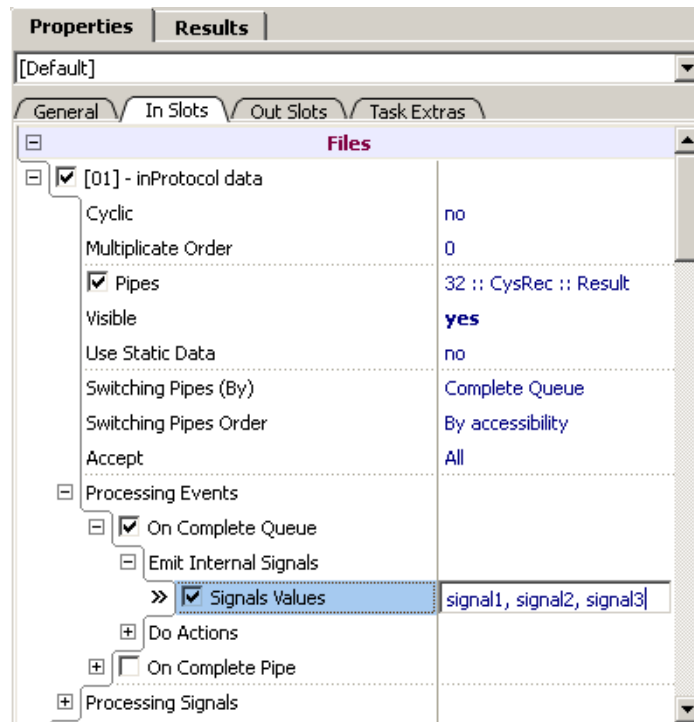 Properties Results
[Default]
General In Slots Out Slots Task Extras
Files
[01] - inProtocol data
Cyclic no
Multiplicate Order 0
Pipes 32 :: CysRec :: Result
Visible yes
Use Static Data no
Switching Pipes (By) Complete Queue
Switching Pipes Order By accessibility
Accept All
Processing Events
On Complete Queue
Emit Internal Signals
» Signals Values signal1, signal2, signal3
Do Actions
On Complete Pipe
Processing Signals